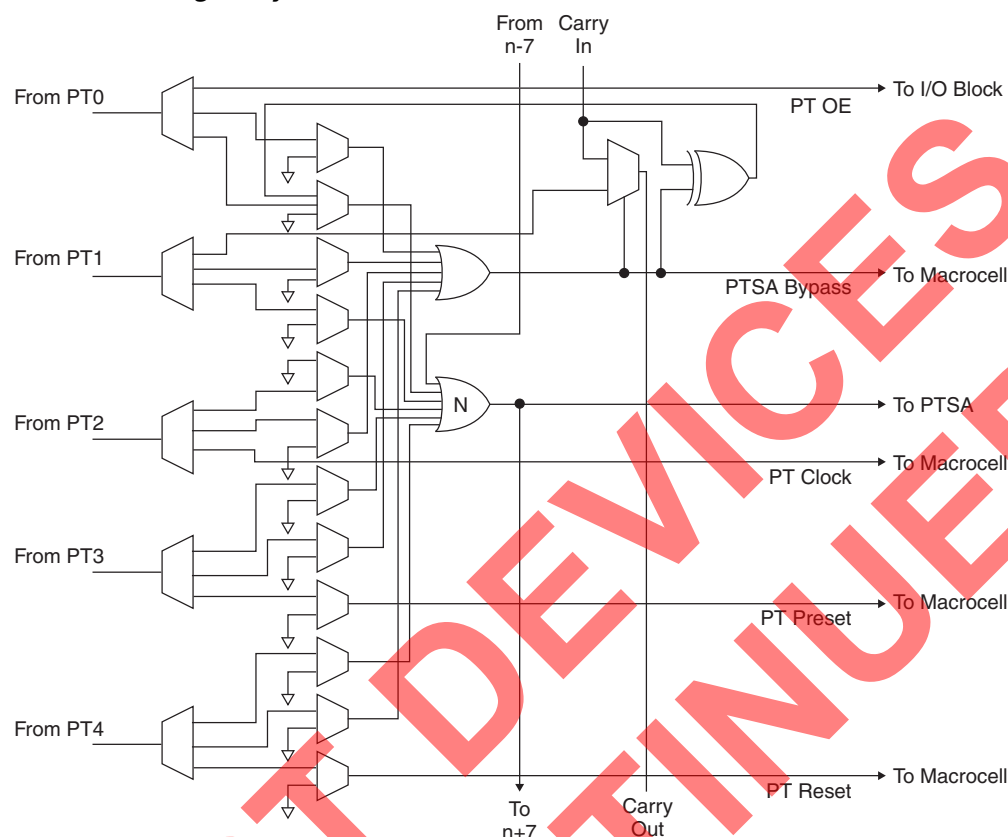 From
n-7
Carry
In
From PT0
To I/O Block
PT OE
From PT1
To Macrocell
PTSA Bypass
N
To PTSA
From PT2
To Macrocell
PT Clock
From PT3
To Macrocell
PT Preset
From PT4
To Macrocell
PT Reset
To
n+7
Carry
Out
DEVICES